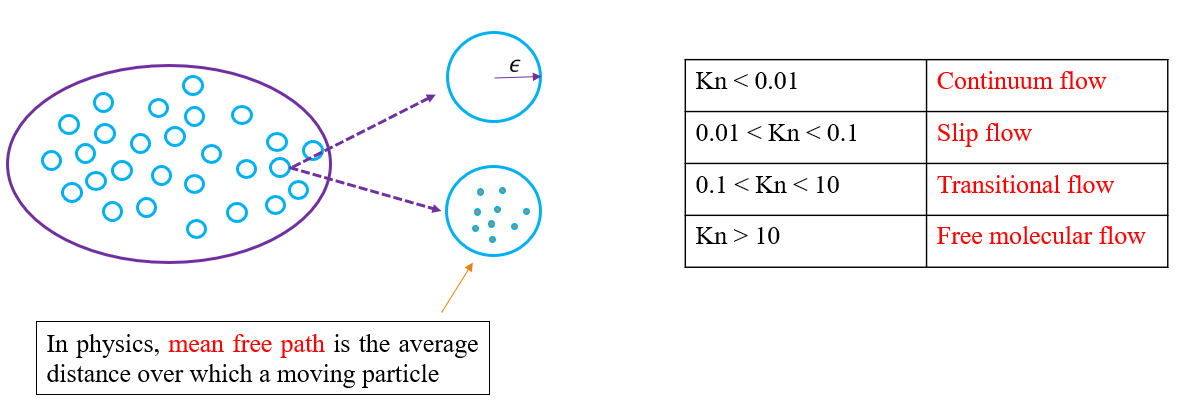 ϵ
Kn < 0.01 Continuum flow
0.01 < Kn < 0.1 Slip flow
0.1 < Kn < 10 Transitional flow
Kn > 10 Free molecular flow
In physics, mean free path is the average
distance over which a moving particle